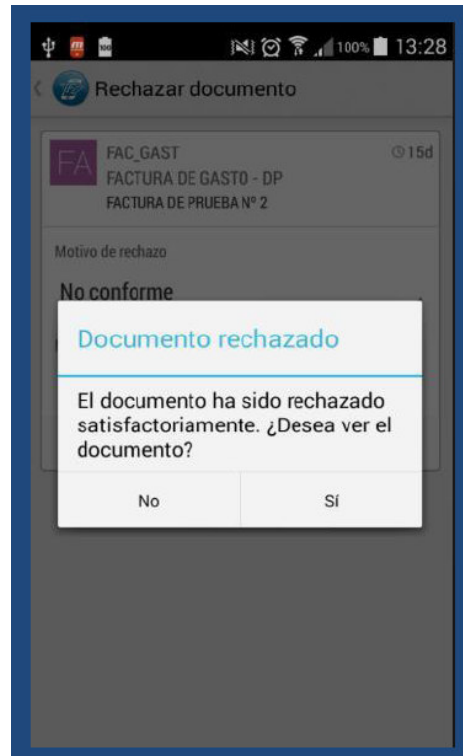 100% 13:28
Rechazar documento
FA
FAC_GAST
15d
FACTURA DE GASTO - DP
FACTURA DE PRUEBA Nº 2
Motivo de rechazo
No conforme
Documento rechazado
El documento ha sido rechazado
satisfactoriamente. ¿Desea ver el
documento?
No
Sí